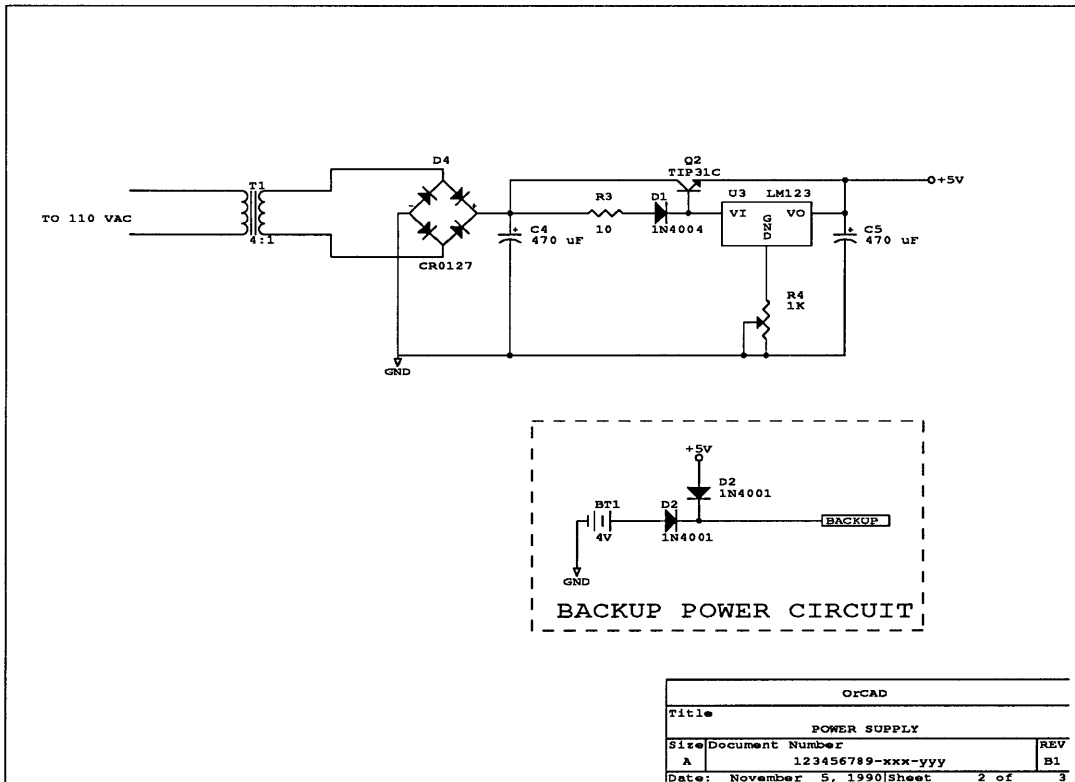 D4
Q2
TIP31C
T1
R3
D1
U3 LM123
+5V
TO 110 VAC
-
+
VI
GND
VO
4:1
10
1N4004
+
C4
470 uF
+
C5
470 uF
CR0127
R4
1K
GND
+5V
D2
1N4001
BT1
D2
BACKUP
4V
1N4001
GND
BACKUP POWER CIRCUIT
OrCAD
Title
POWER SUPPLY
Size Document Number REV
A 123456789-xxx-yyy B1
Date: November 5, 1990 Sheet 2 of 3